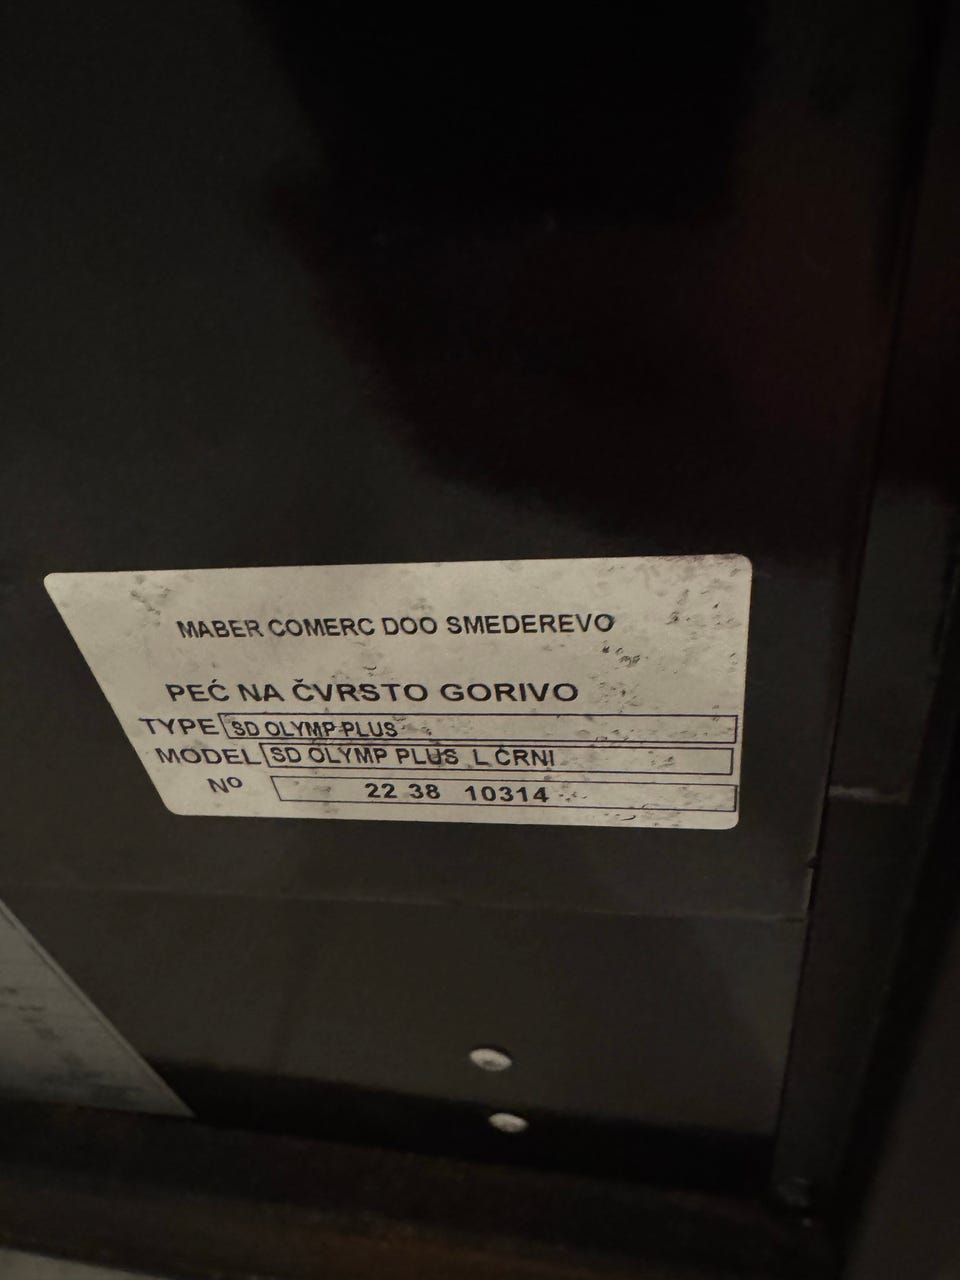 MABER COMERC DOO SMEDEREVO
PEĆ NA ČVRSTO GORIVO
TYPE SD OLYMP PLUS
MODEL SD OLYMP PLUS L CRNI
Nº 22 38 10314